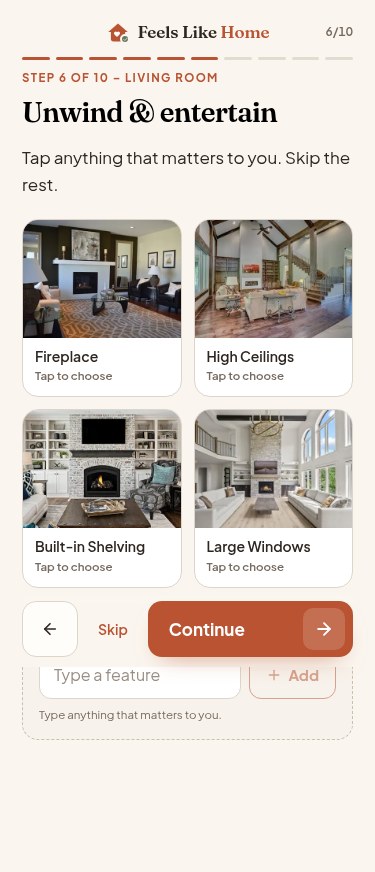 Feels Like Home
6/10
STEP 6 OF 10 – LIVING ROOM
Unwind & entertain
Tap anything that matters to you. Skip the
rest.
Fireplace
Tap to choose
High Ceilings
Tap to choose
Built-in Shelving
Tap to choose
Large Windows
Tap to choose
Skip
Continue
Type a feature
+ Add
Type anything that matters to you.